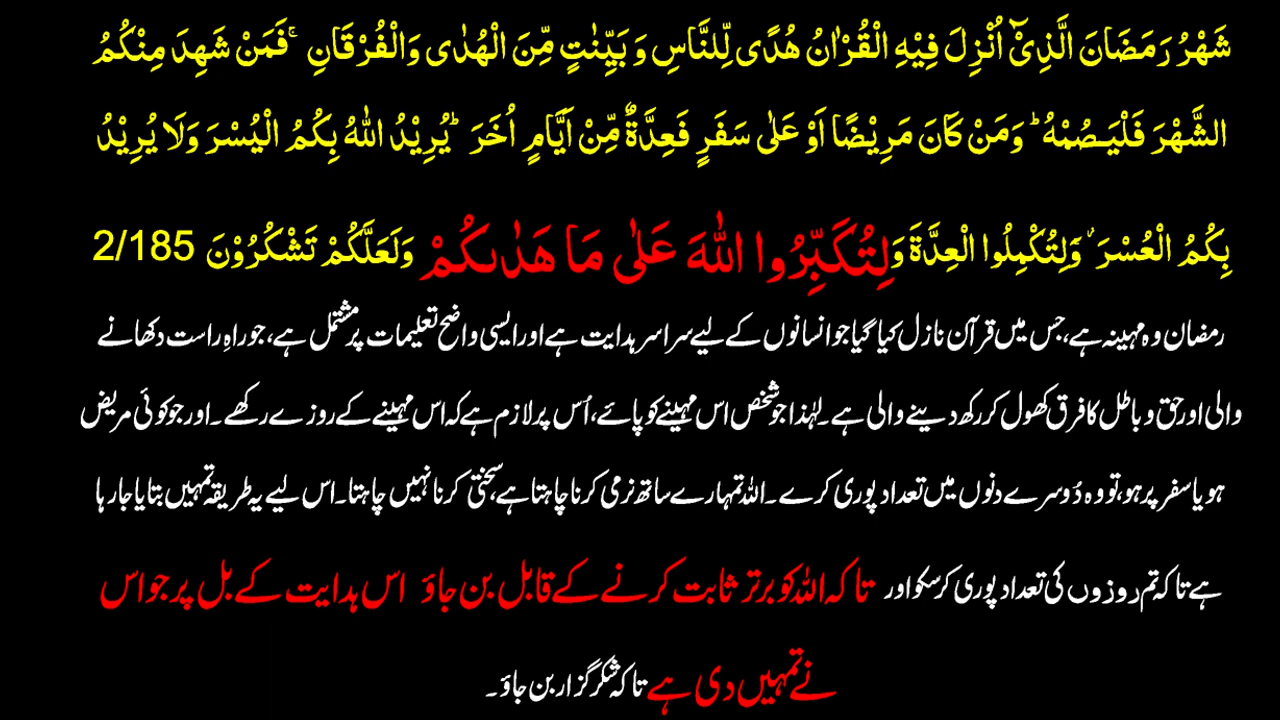 شَهْرُ رَمَضَانَ الَّذِیْۤ اُنْزِلَ فِیْهِ الْقُرْاٰنُ هُدًی لِّلنَّاسِ وَ بَیِّنٰتٍ مِّنَ الْهُدٰی وَالْفُرْقَانِ ۚ فَمَنْ شَهِدَ مِنْكُمُ
الشَّهْرَ فَلْیَصُمْهُ ؕ وَمَنْ كَانَ مَرِیْضًا اَوْ عَلٰی سَفَرٍ فَعِدَّةٌ مِّنْ اَیَّامٍ اُخَرَ ؕ یُرِیْدُ اللّٰهُ بِكُمُ الْیُسْرَ وَلَا یُرِیْدُ
بِكُمُ الْعُسْرَ ۫ وَلِتُكْمِلُوا الْعِدَّةَ وَلِتُكَبِّرُوا اللّٰهَ عَلٰی مَا هَدٰىكُمْ وَلَعَلَّكُمْ تَشْكُرُوْنَ 2/185
رمضان وہ مہینہ ہے، جس میں قرآن نازل کیا گیا جو انسانوں کے لیے سراسر ہدایت ہے اور ایسی واضح تعلیمات پر مشتمل ہے، جو راہِ راست دکھانے
والی اور حق و باطل کا فرق کھول کر رکھ دینے والی ہے۔ لہٰذا جو شخص اس مہینے کو پائے، اُس پر لازم ہے کہ اس مہینے کے روزے رکھے۔ اور جو کوئی مریض
ہو یا سفر پر ہو، تو وہ دُوسرے دنوں میں تعداد پوری کرے۔ اللہ تمہارے ساتھ نرمی کرنا چاہتا ہے، سختی کرنا نہیں چاہتا۔ اس لیے یہ طریقہ تمہیں بتایا جا رہا
ہے تاکہ تم روزوں کی تعداد پوری کر سکو اور تاکہ اللہ کو برتر ثابت کرنے کے قابل بن جاؤ اس ہدایت کے بل پر جو اس
نے تمہیں دی ہے تاکہ شکر گزار بن جاؤ۔